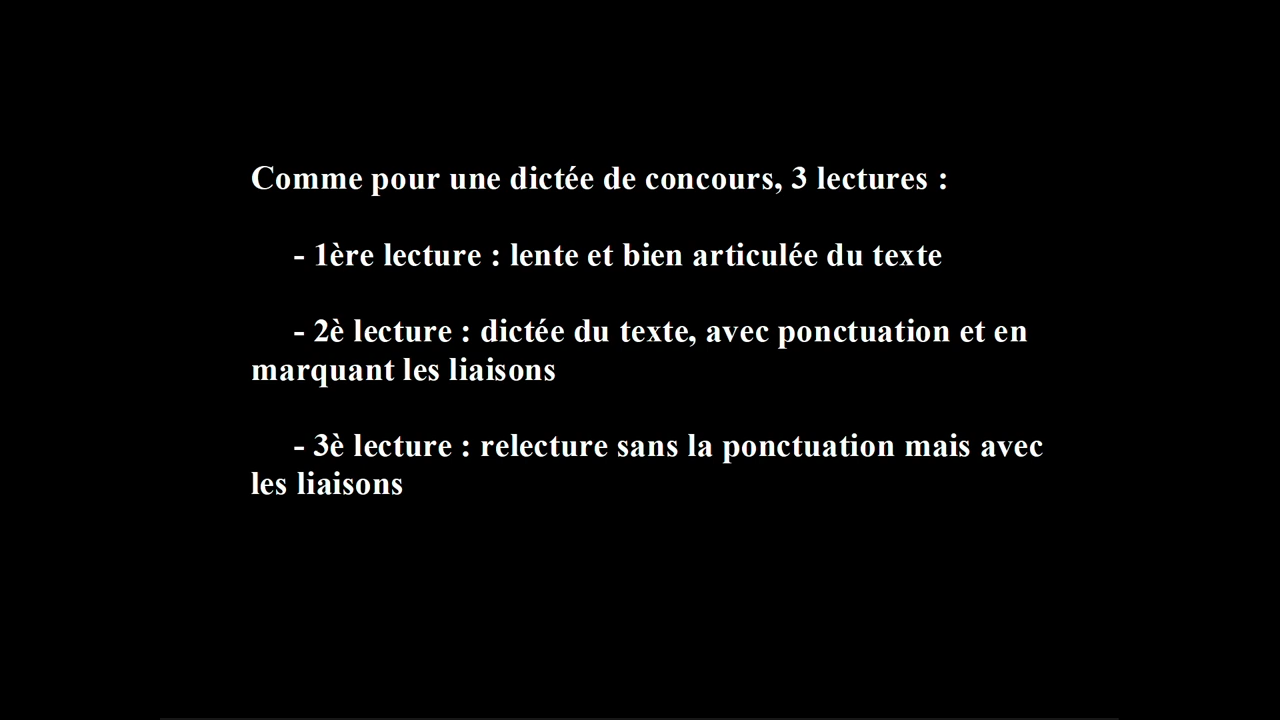 Comme pour une dictée de concours, 3 lectures :
- 1ère lecture : lente et bien articulée du texte
- 2è lecture : dictée du texte, avec ponctuation et en
marquant les liaisons
- 3è lecture : relecture sans la ponctuation mais avec
les liaisons